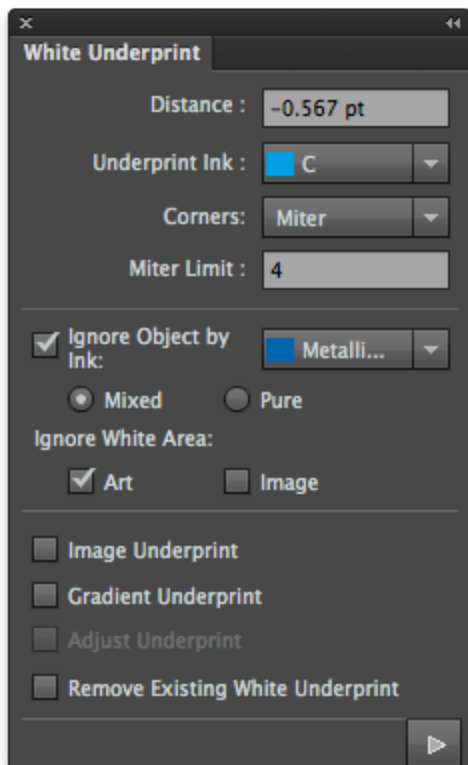 White Underprint
Distance : -0.567 pt
Underprint Ink : C
Corners: Miter
Miter Limit : 4
Ignore Object by
Ink: Metalli...
Mixed Pure
Ignore White Area:
Art Image
Image Underprint
Gradient Underprint
Adjust Underprint
Remove Existing White Underprint